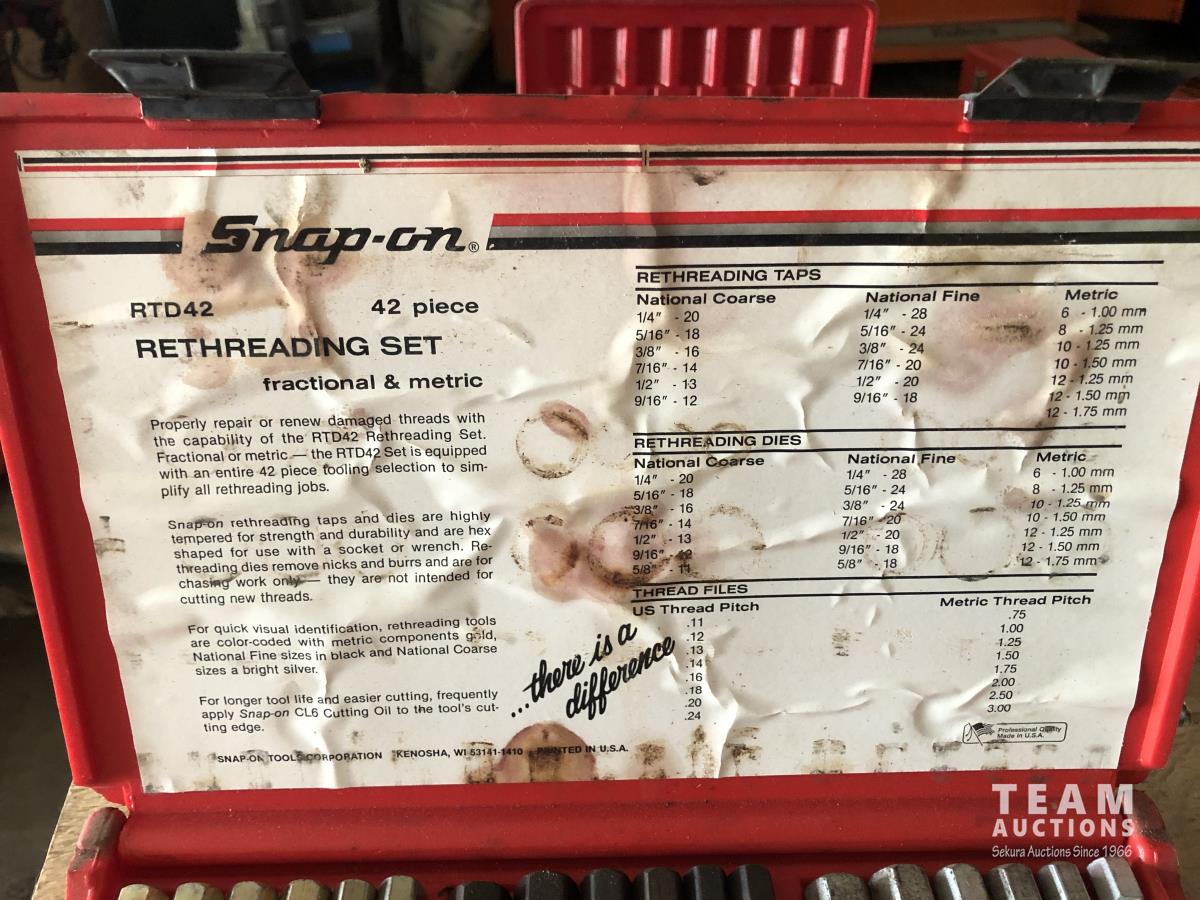 Snap-on®
RTD42 42 piece
RETHREADING SET
fractional & metric
Properly repair or renew damaged threads with
the capability of the RTD42 Rethreading Set.
Fractional or metric — the RTD42 Set is equipped
with an entire 42 piece tooling selection to sim-
plify all rethreading jobs.
Snap-on rethreading taps and dies are highly
tempered for strength and durability and are hex
shaped for use with a socket or wrench. Re-
threading dies remove nicks and burrs and are for
chasing work only — they are not intended for
cutting new threads.
For quick visual identification, rethreading tools
are color-coded with metric components gold,
National Fine sizes in black and National Coarse
sizes a bright silver.
For longer tool life and easier cutting, frequently
apply Snap-on CL6 Cutting Oil to the tool's cut-
ting edge.
SNAP-ON TOOLS CORPORATION KENOSHA, WI 53141-1410 PRINTED IN U.S.A.
...there is a
difference
RETHREADING TAPS
National Coarse National Fine Metric
1/4" - 20 1/4" - 28 6 - 1.00 mm
5/16" - 18 5/16" - 24 8 - 1.25 mm
3/8" - 16 3/8" - 24 10 - 1.25 mm
7/16" - 14 7/16" - 20 10 - 1.50 mm
1/2" - 13 1/2" - 20 12 - 1.25 mm
9/16" - 12 9/16" - 18 12 - 1.50 mm
12 - 1.75 mm
RETHREADING DIES
National Coarse National Fine Metric
1/4" - 20 1/4" - 28 6 - 1.00 mm
5/16" - 18 5/16" - 24 8 - 1.25 mm
3/8" - 16 3/8" - 24 10 - 1.25 mm
7/16" - 14 7/16" - 20 10 - 1.50 mm
1/2" - 13 1/2" - 20 12 - 1.25 mm
9/16" - 12 9/16" - 18 12 - 1.50 mm
5/8" - 11 5/8" - 18 12 - 1.75 mm
THREAD FILES
US Thread Pitch Metric Thread Pitch
.11 .75
.12 1.00
.13 1.25
.14 1.50
.16 1.75
.18 2.00
.20 2.50
.24 3.00
Professional Quality
Made in U.S.A.
TEAM
AUCTIONS
Sekura Auctions Since 1966